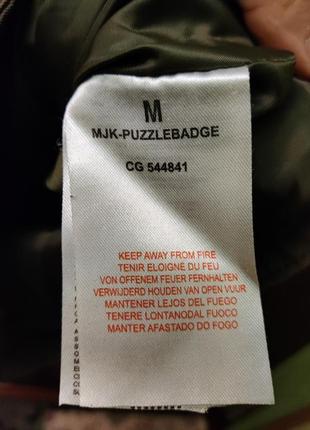 M
MJK-PUZZLEBADGE
CG 544841
KEEP AWAY FROM FIRE
TENIR ELOIGNÉ DU FEU
VON OFFENEM FEUER FERNHALTEN
VERWIJDERD HOUDEN VAN OPEN VUUR
MANTENER LEJOS DEL FUEGO
TENERE LONTANODAL FUOCO
MANTER AFASTADO DO FOGO